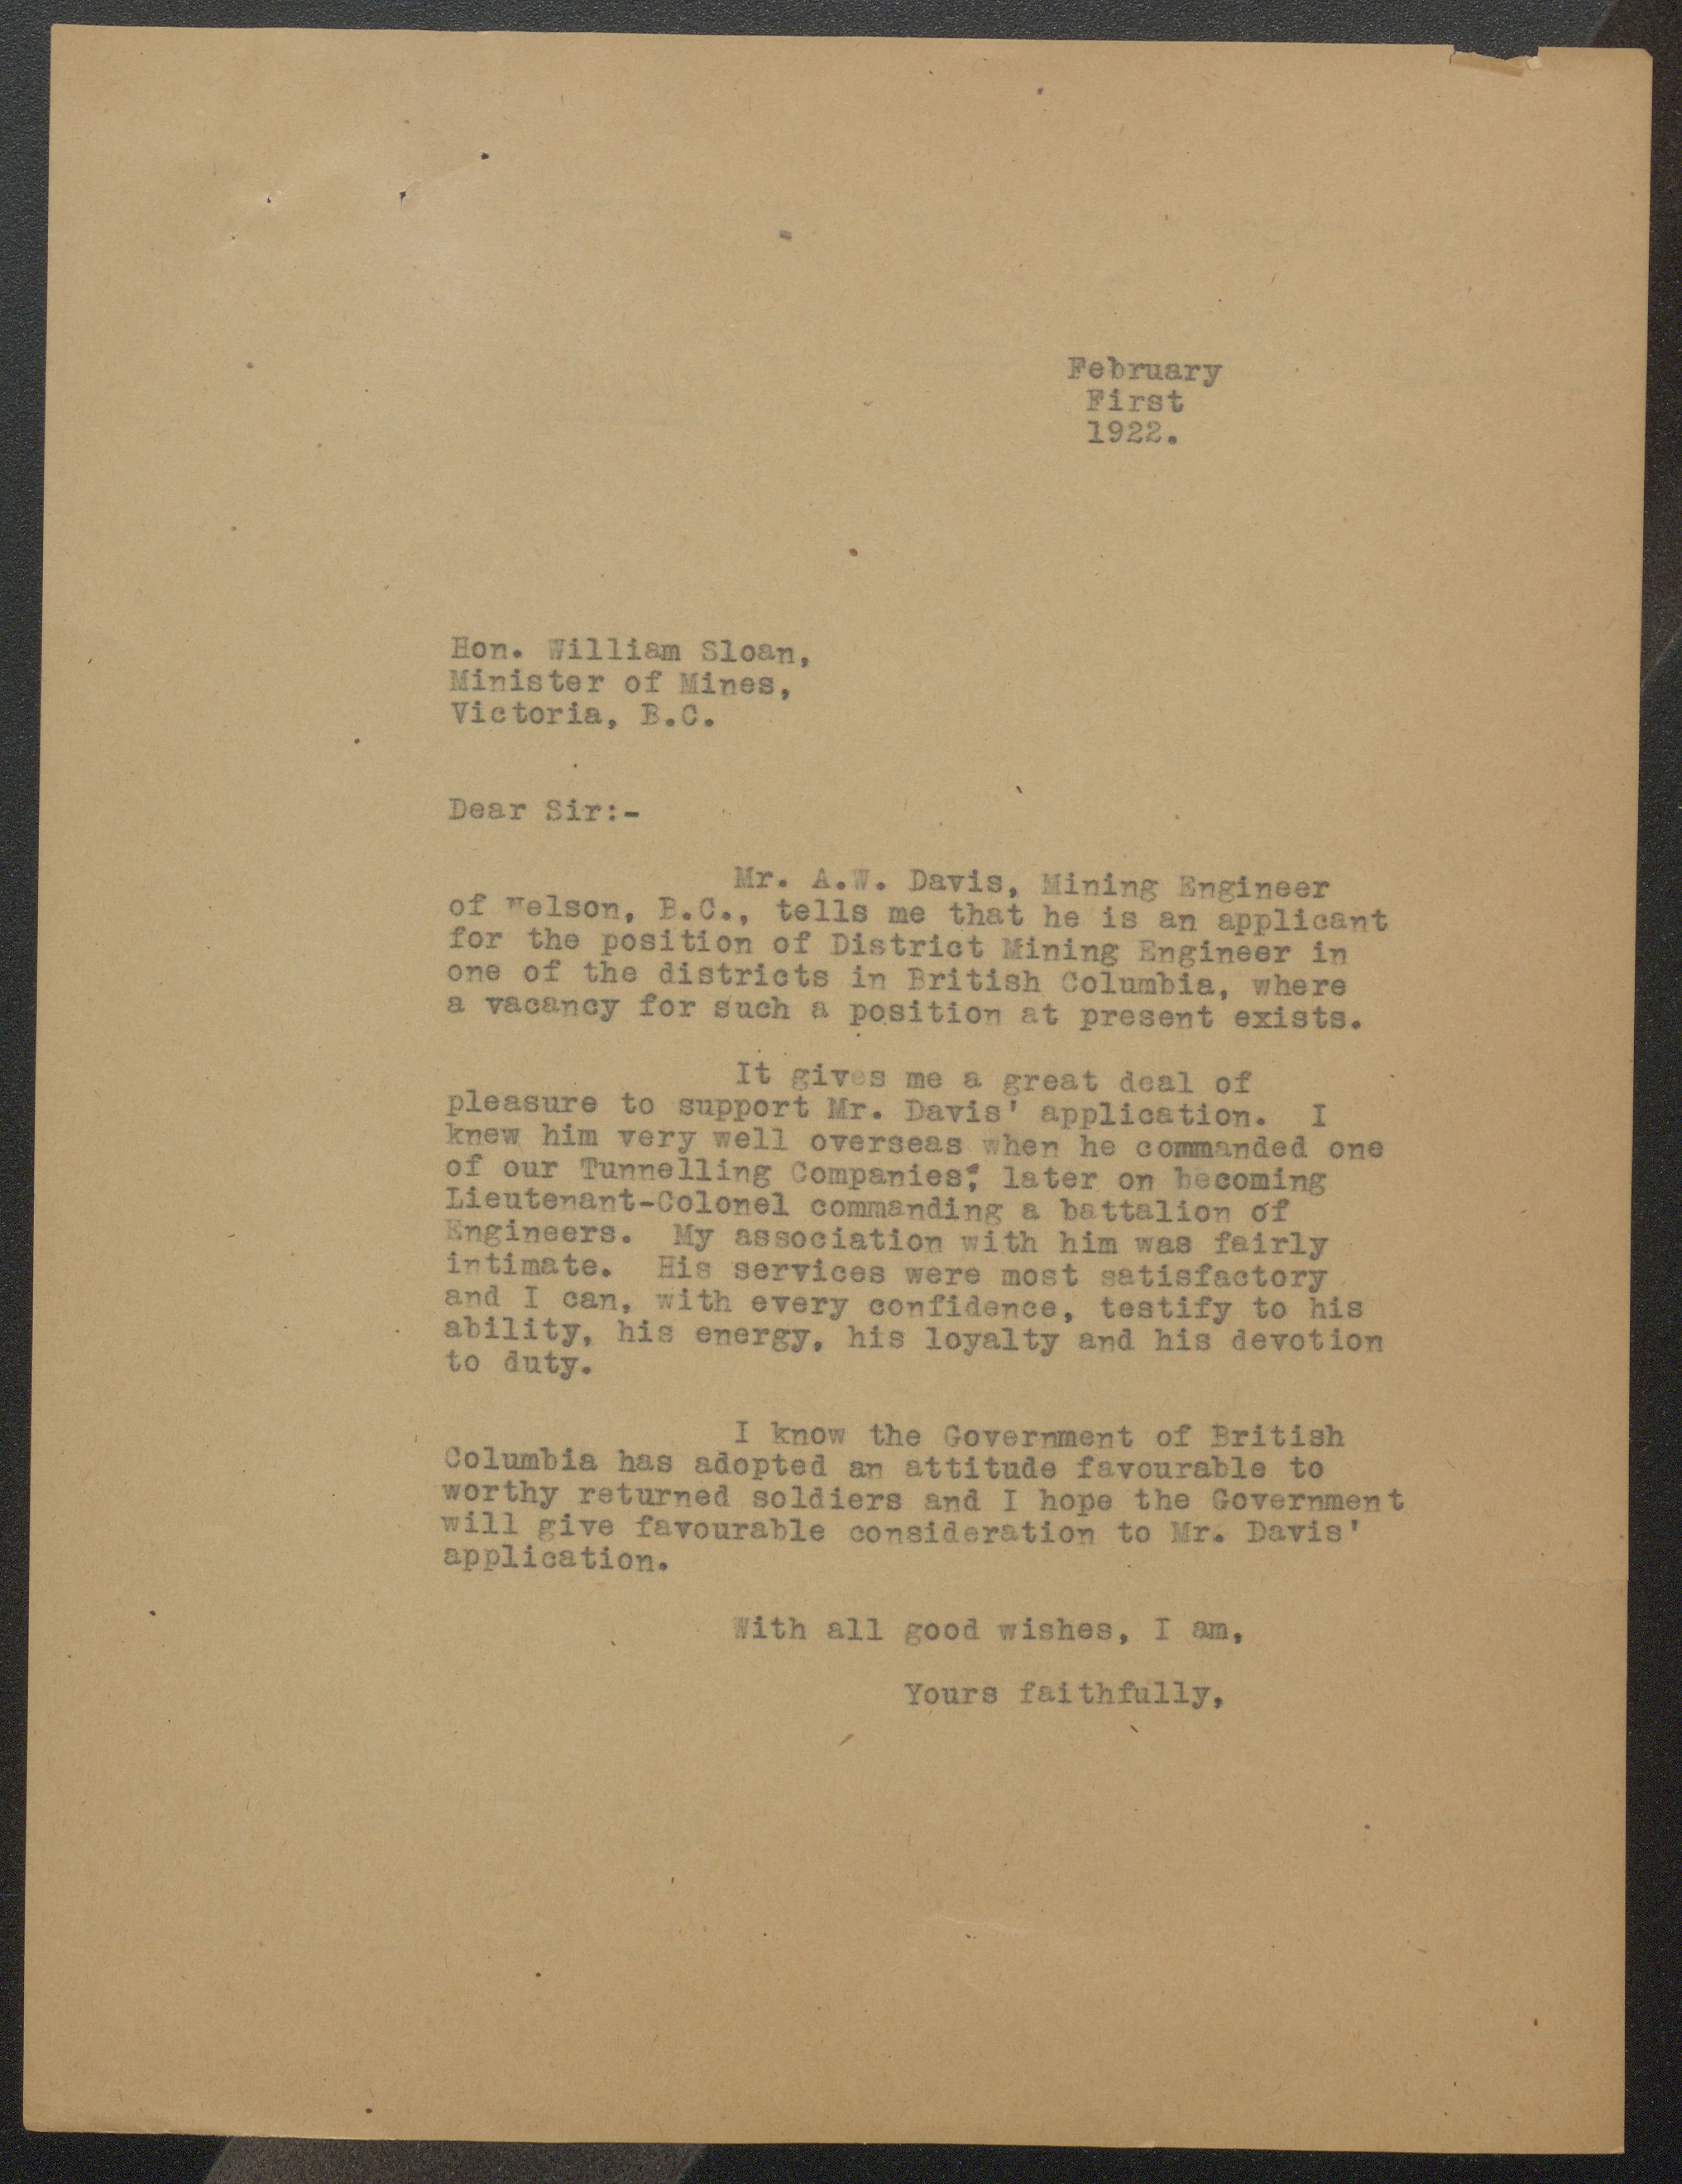 February
First
1922.
Hon. William Sloan,
Minister of Mines,
Victoria, B.C.
Dear Sir:-
Mr. A.W. Davis, Mining Engineer
of Nelson, B.C., tells me that he is an applicant
for the position of District Mining Engineer in
one of the districts in British Columbia, where
a vacancy for such a position at present exists.
It gives me a great deal of
pleasure to support Mr. Davis' application. I
knew him very well overseas when he commanded one
of our Tunnelling Companies; later on becoming
Lieutenant-Colonel commanding a battalion of
Engineers. My association with him was fairly
intimate. His services were most satisfactory
and I can, with every confidence, testify to his
ability, his energy, his loyalty and his devotion
to duty.
I know the Government of British
Columbia has adopted an attitude favourable to
worthy returned soldiers and I hope the Government
will give favourable consideration to Mr. Davis'
application.
With all good wishes, I am,
Yours faithfully,